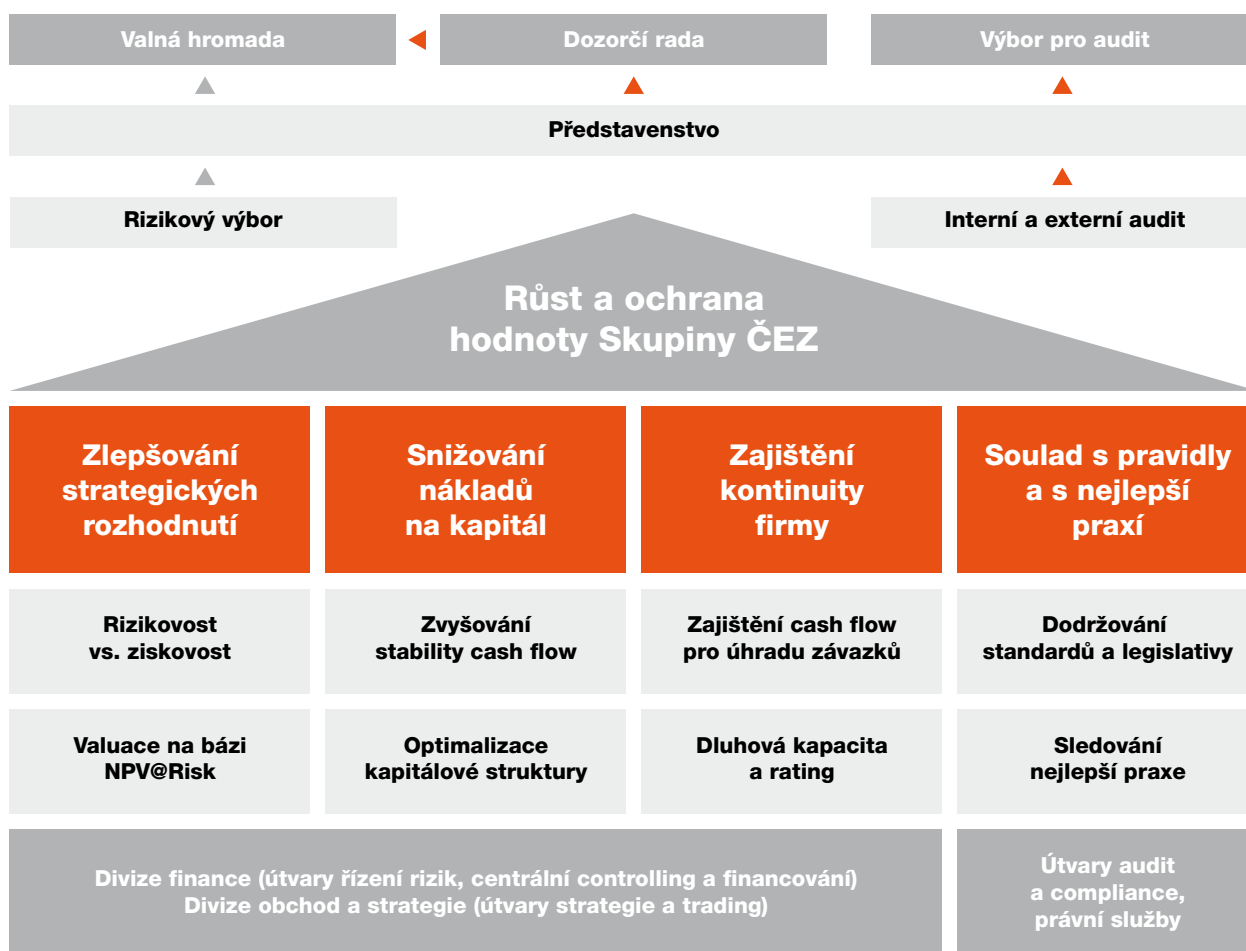 Valná hromada
Dozorčí rada
Výbor pro audit
Představenstvo
Rizikový výbor
Interní a externí audit
Růst a ochrana
hodnoty Skupiny ČEZ
Zlepšování
strategických
rozhodnutí
Snižování
nákladů
na kapitál
Zajištění
kontinuity
firmy
Soulad s pravidly
a s nejlepší
praxí
Rizikovost
vs. ziskovost
Zvyšování
stability cash flow
Zajištění cash flow
pro úhradu závazků
Dodržování
standardů a legislativy
Valuace na bázi
NPV@Risk
Optimalizace
kapitálové struktury
Dluhová kapacita
a rating
Sledování
nejlepší praxe
Divize finance (útvary řízení rizik, centrální controlling a financování)
Divize obchod a strategie (útvary strategie a trading)
Útvary audit
a compliance,
právní služby